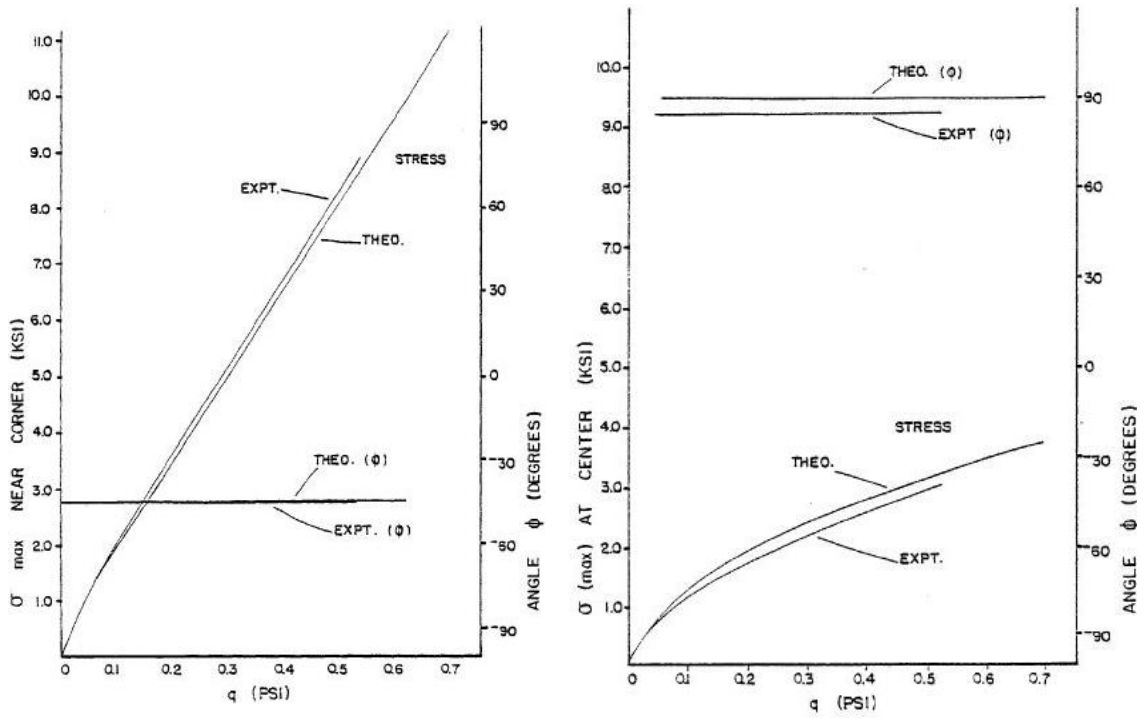 11.0
10.0
9.0
8.0
7.0
6.0
5.0
4.0
3.0
2.0
1.0
σ max NEAR CORNER (KSI)
STRESS
EXPT.
THEO.
THEO. (ϕ)
EXPT. (ϕ)
90
60
30
0
-30
-60
-90
ANGLE ϕ (DEGREES)
0 0.1 0.2 0.3 0.4 0.5 0.6 0.7
q (PSI)
10.0
9.0
8.0
7.0
6.0
5.0
4.0
3.0
2.0
1.0
σ (max) AT CENTER (KSI)
THEO. (ϕ)
EXPT (ϕ)
STRESS
THEO.
EXPT.
90
60
30
0
-30
-60
-90
ANGLE ϕ (DEGREES)
0 0.1 0.2 0.3 0.4 0.5 0.6 0.7
q (PSI)